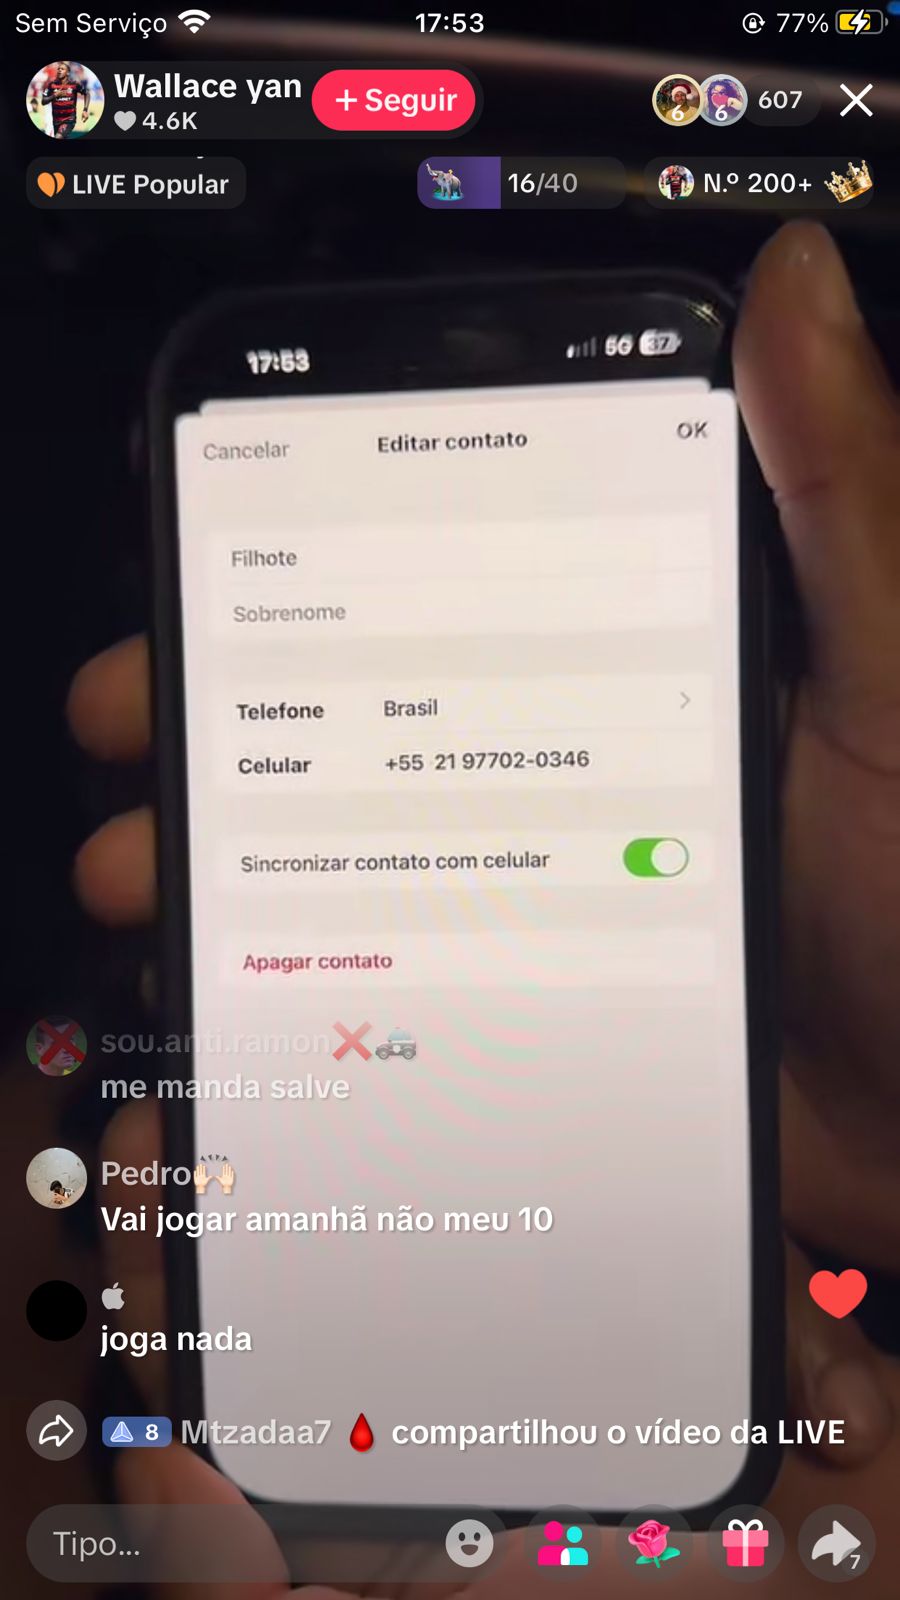 Sem Serviço
17:53
77%
Wallace yan
4.6K
+ Seguir
6
6
607
LIVE Popular
16/40
N.º 200+
17:53
5G
37
Cancelar
Editar contato
OK
Filhote
Sobrenome
Telefone
Brasil
Celular
+55 21 97702-0346
Sincronizar contato com celular
Apagar contato
sou.anti.ramon❌🚓
me manda salve
Pedro🙌🏻
Vai jogar amanhã não meu 10
joga nada
8 Mtzadaa7 🩸 compartilhou o vídeo da LIVE
Tipo...
7